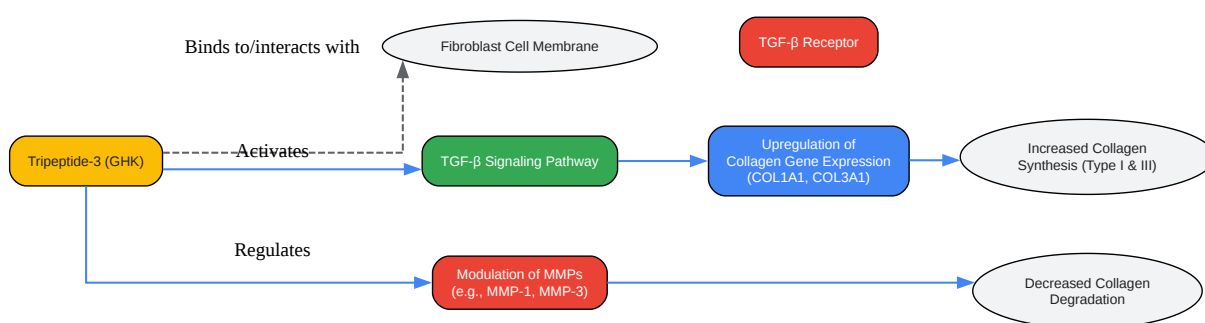 Binds to/interacts with
Fibroblast Cell Membrane
TGF-β Receptor
Tripeptide-3 (GHK)
Activates
TGF-β Signaling Pathway
Upregulation of
Collagen Gene Expression
(COL1A1, COL3A1)
Increased Collagen
Synthesis (Type I & III)
Regulates
Modulation of MMPs
(e.g., MMP-1, MMP-3)
Decreased Collagen
Degradation